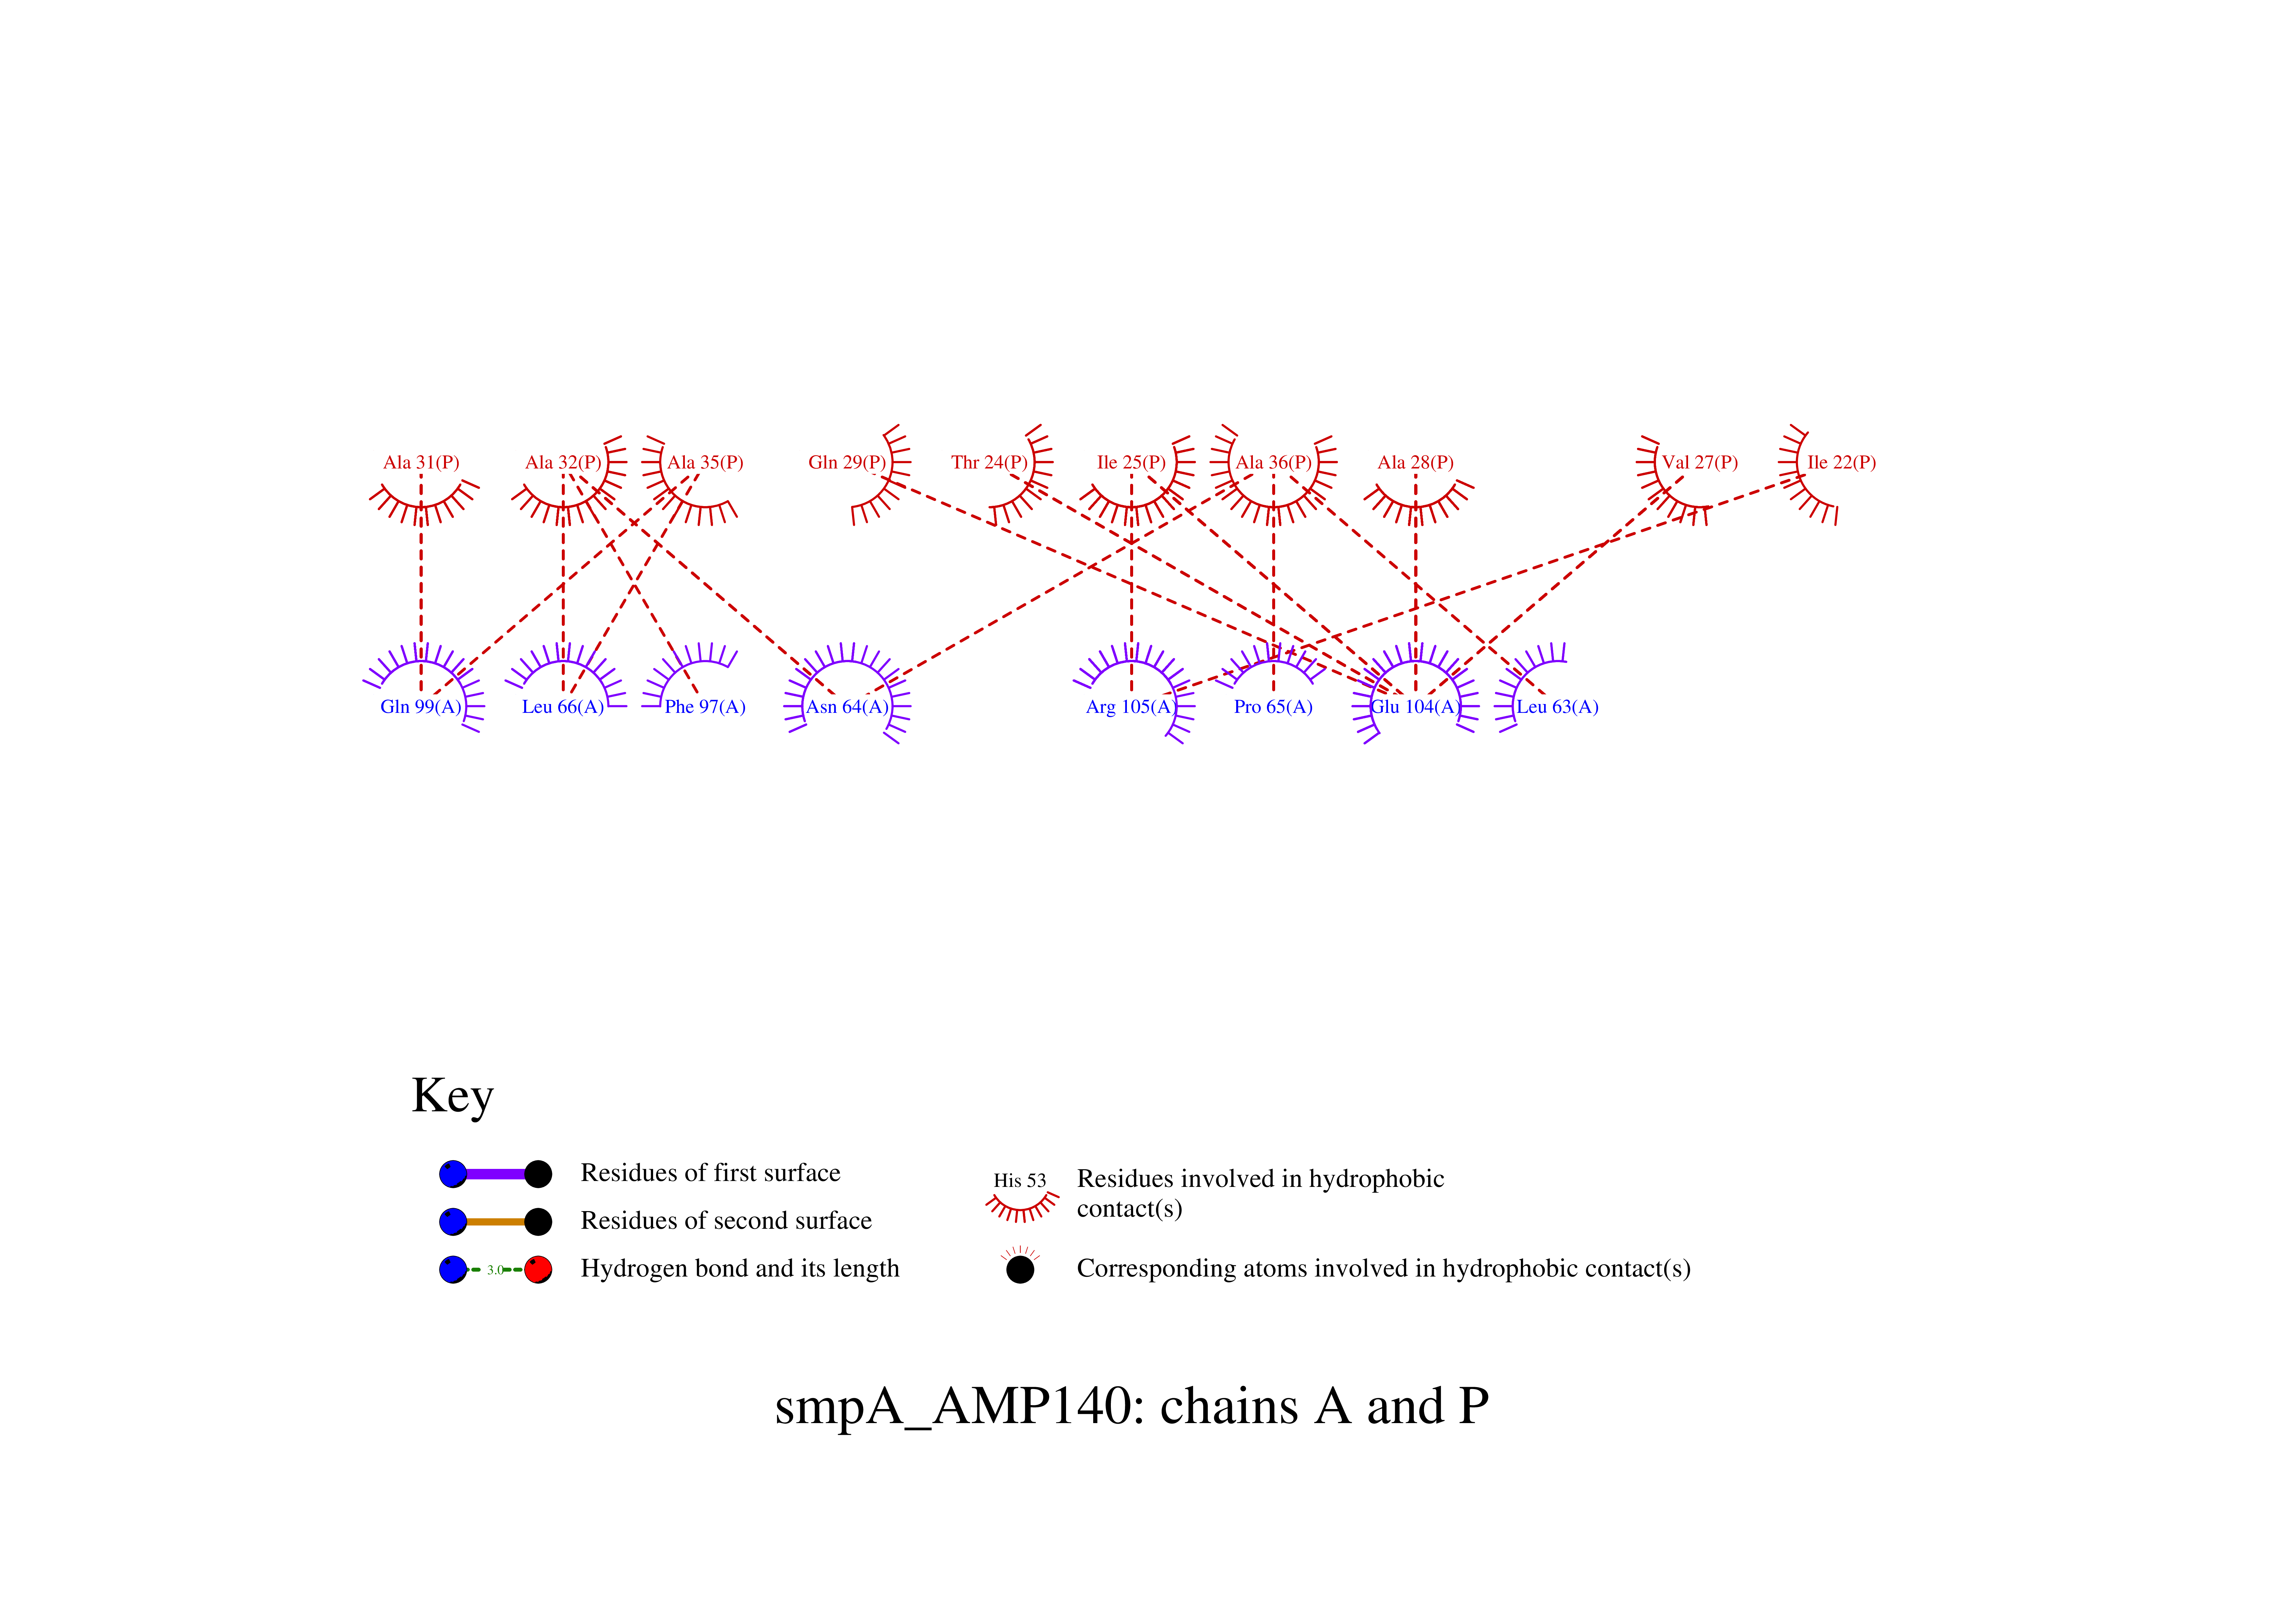 Ala 31(P) Ala 32(P) Ala 35(P) Gln 29(P) Thr 24(P) Ile 25(P) Ala 36(P) Ala 28(P) Val 27(P) Ile 22(P)
Gln 99(A) Leu 66(A) Phe 97(A) Asn 64(A) Arg 105(A) Pro 65(A) Glu 104(A) Leu 63(A)
Key
Residues of first surface
Residues of second surface
3.0 Hydrogen bond and its length
His 53 Residues involved in hydrophobic
contact(s)
Corresponding atoms involved in hydrophobic contact(s)
smpA_AMP140: chains A and P